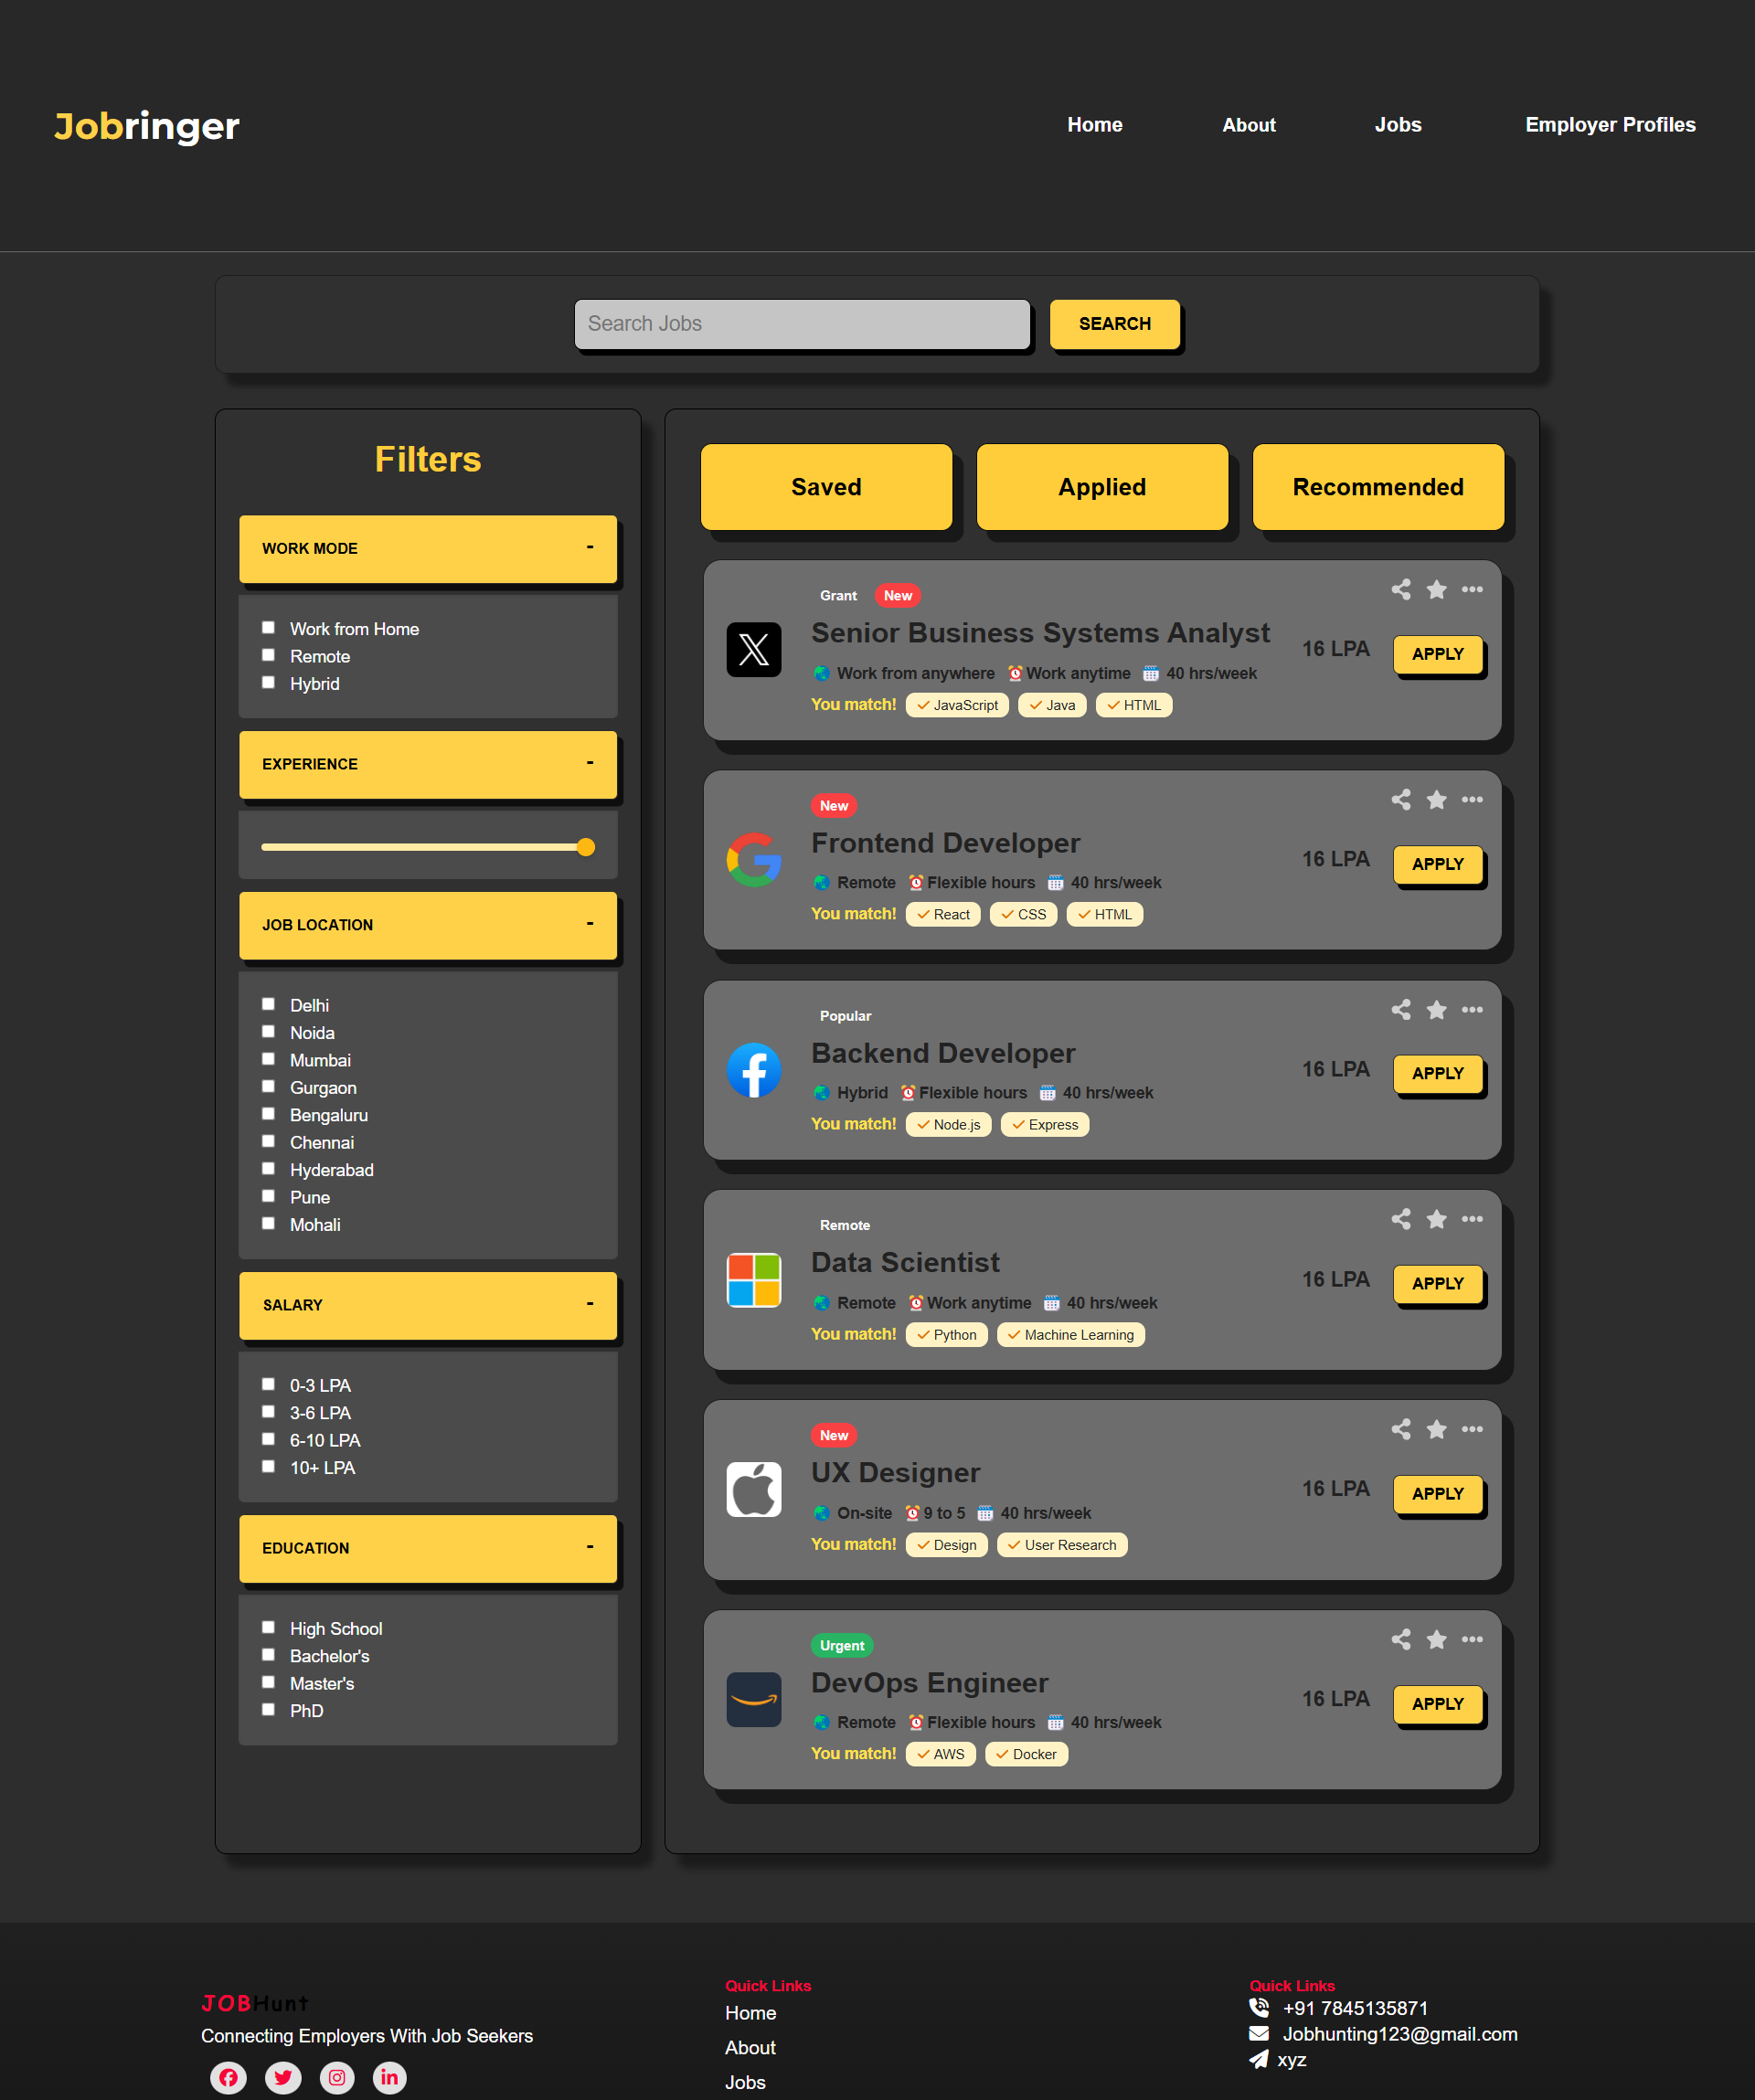 Jobringer
Home About Jobs Employer Profiles
Search Jobs SEARCH
Filters
WORK MODE -
Work from Home
Remote
Hybrid
EXPERIENCE -
JOB LOCATION -
Delhi
Noida
Mumbai
Gurgaon
Bengaluru
Chennai
Hyderabad
Pune
Mohali
SALARY -
0-3 LPA
3-6 LPA
6-10 LPA
10+ LPA
EDUCATION -
High School
Bachelor's
Master's
PhD
Saved Applied Recommended
Grant New
Senior Business Systems Analyst
Work from anywhere Work anytime 40 hrs/week
You match! JavaScript Java HTML
16 LPA APPLY
New
Frontend Developer
Remote Flexible hours 40 hrs/week
You match! React CSS HTML
16 LPA APPLY
Popular
Backend Developer
Hybrid Flexible hours 40 hrs/week
You match! Node.js Express
16 LPA APPLY
Remote
Data Scientist
Remote Work anytime 40 hrs/week
You match! Python Machine Learning
16 LPA APPLY
New
UX Designer
On-site 9 to 5 40 hrs/week
You match! Design User Research
16 LPA APPLY
Urgent
DevOps Engineer
Remote Flexible hours 40 hrs/week
You match! AWS Docker
16 LPA APPLY
JOBHunt
Connecting Employers With Job Seekers
Quick Links
Home
About
Jobs
Quick Links
+91 7845135871
Jobhunting123@gmail.com
xyz